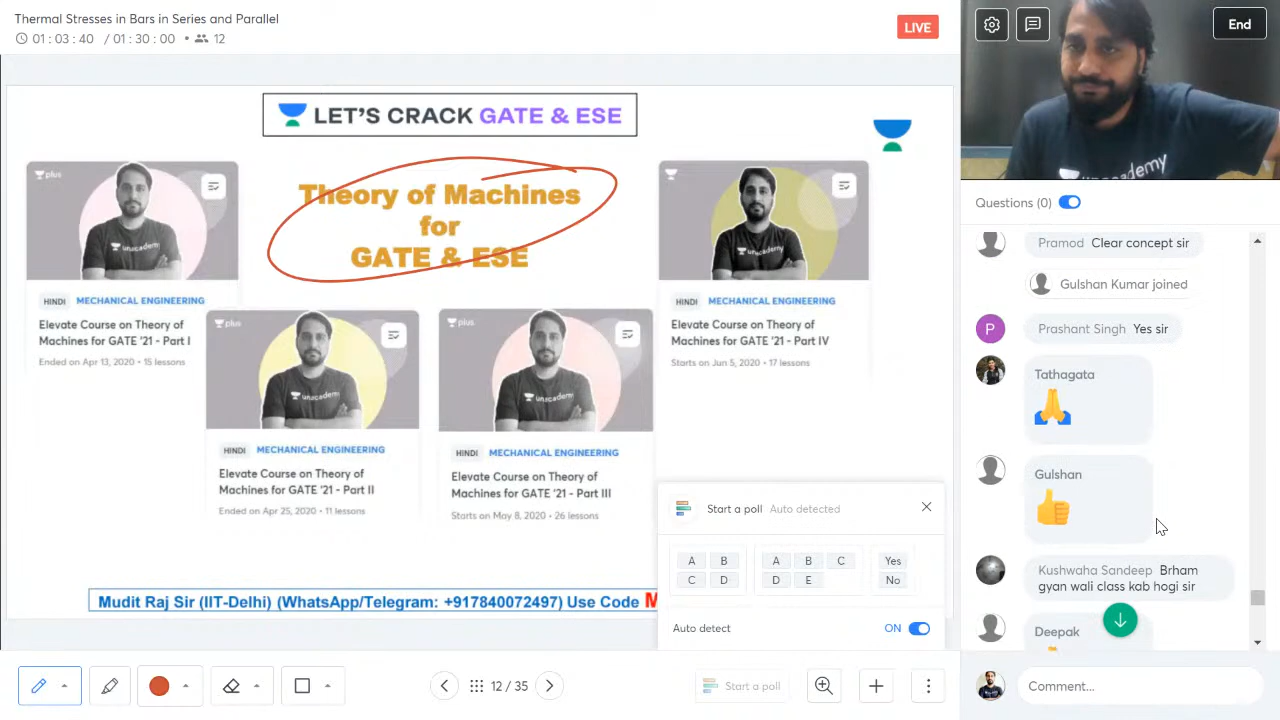 Thermal Stresses in Bars in Series and Parallel
01 : 03 : 40 / 01 : 30 : 00 • 12
LIVE
End
LET'S CRACK GATE & ESE
Theory of Machines
for
GATE & ESE
plus
unacademy
HINDI MECHANICAL ENGINEERING
Elevate Course on Theory of
Machines for GATE '21 - Part I
Ended on Apr 13, 2020 • 15 lessons
plus
unacademy
HINDI MECHANICAL ENGINEERING
Elevate Course on Theory of
Machines for GATE '21 - Part II
Ended on Apr 25, 2020 • 11 lessons
plus
unacademy
HINDI MECHANICAL ENGINEERING
Elevate Course on Theory of
Machines for GATE '21 - Part III
Starts on May 8, 2020 • 26 lessons
unacademy
HINDI MECHANICAL ENGINEERING
Elevate Course on Theory of
Machines for GATE '21 - Part IV
Starts on Jun 5, 2020 • 17 lessons
Mudit Raj Sir (IIT-Delhi) (WhatsApp/Telegram: +917840072497) Use Code M
Start a poll Auto detected
A B
C D
A B C
D E
Yes
No
Auto detect ON
12 / 35
Start a poll
unacademy
Questions (0)
Pramod Clear concept sir
Gulshan Kumar joined
P
Prashant Singh Yes sir
Tathagata
Gulshan
Kushwaha Sandeep Brham
gyan wali class kab hogi sir
Deepak
Comment...